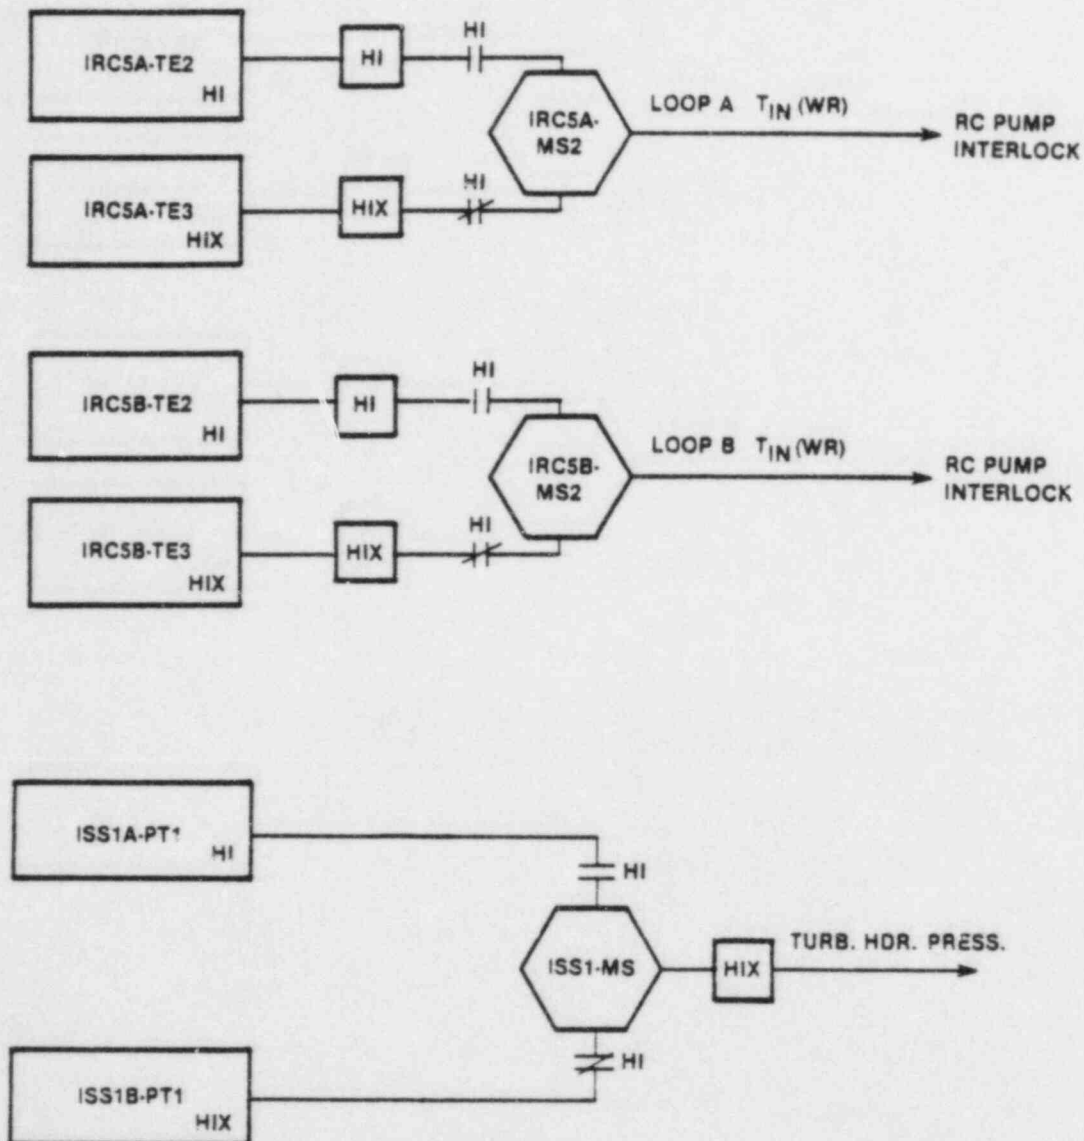 IRC5A-TE2
HI
HI
HI
IRC5A-
MS2
LOOP A T_IN (WR)
RC PUMP
INTERLOCK
IRC5A-TE3
HIX
HIX
HI
IRC5B-TE2
HI
HI
HI
IRC5B-
MS2
LOOP B T_IN (WR)
RC PUMP
INTERLOCK
IRC5B-TE3
HIX
HIX
HI
ISS1A-PT1
HI
HI
ISS1-MS
HIX
TURB. HDR. PRESS.
ISS1B-PT1
HIX
HI